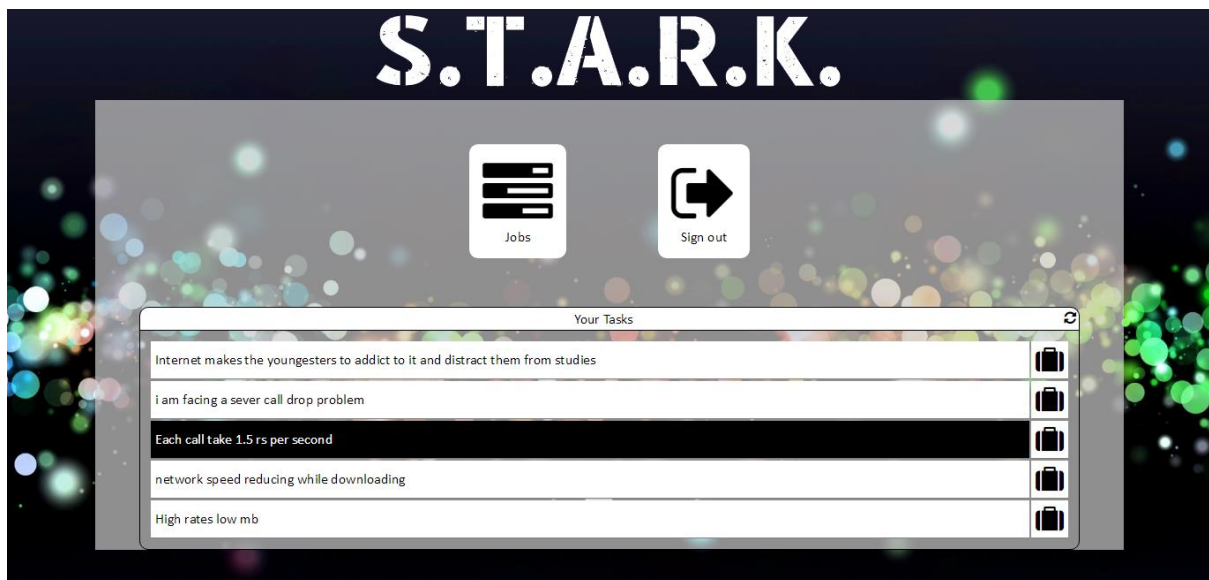 S.T.A.R.K.
Jobs
Sign out
Your Tasks
Internet makes the youngesters to addict to it and distract them from studies
i am facing a sever call drop problem
Each call take 1.5 rs per second
network speed reducing while downloading
High rates low mb